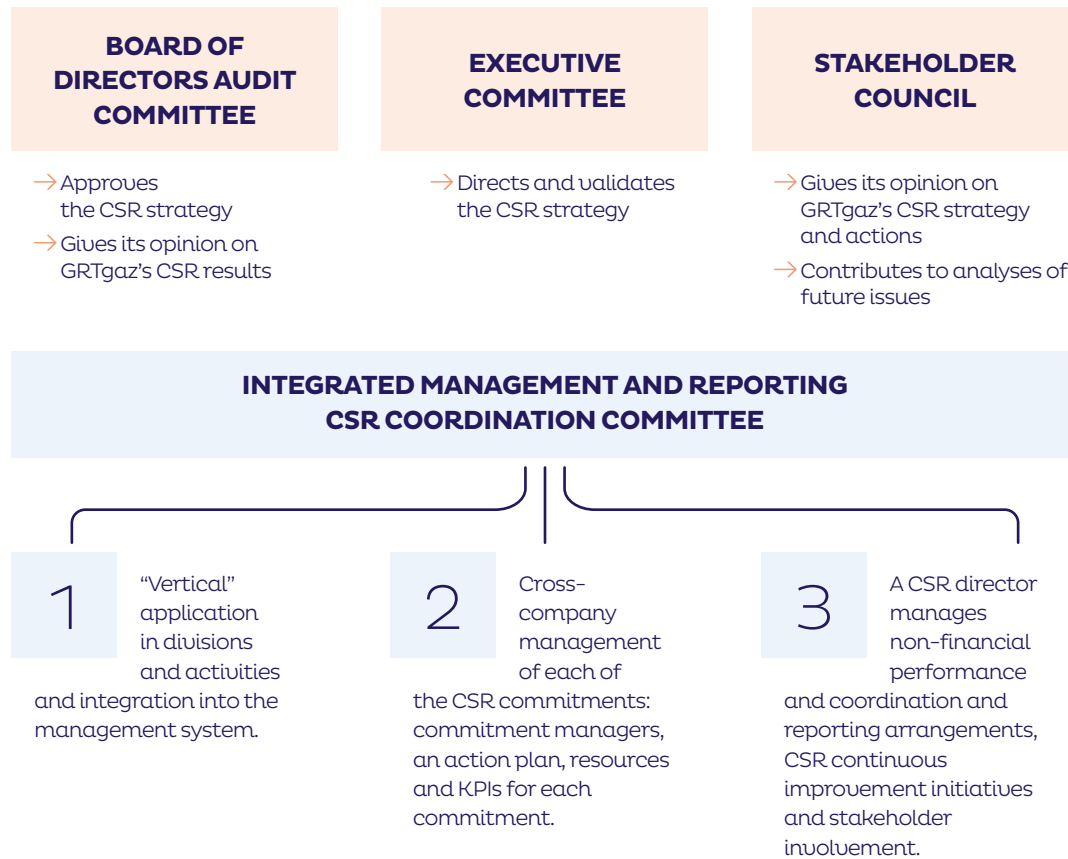 BOARD OF
DIRECTORS AUDIT
COMMITTEE
→ Approves
the CSR strategy
→ Gives its opinion on
GRTgaz’s CSR results
EXECUTIVE
COMMITTEE
→ Directs and validates
the CSR strategy
STAKEHOLDER
COUNCIL
→ Gives its opinion on
GRTgaz’s CSR strategy
and actions
→ Contributes to analyses of
future issues
INTEGRATED MANAGEMENT AND REPORTING
CSR COORDINATION COMMITTEE
1
“Vertical”
application
in divisions
and activities
and integration into the
management system.
2
Cross-
company
management
of each of
the CSR commitments:
commitment managers,
an action plan, resources
and KPIs for each
commitment.
3
A CSR director
manages
non-financial
performance
and coordination and
reporting arrangements,
CSR continuous
improvement initiatives
and stakeholder
involvement.